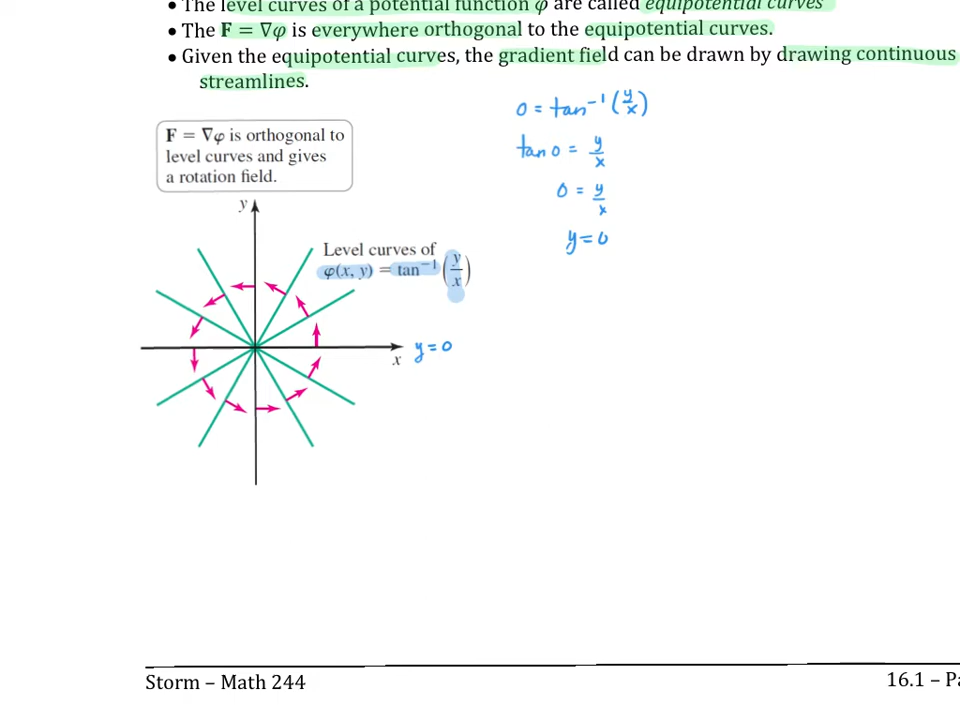 • The level curves of a potential function φ are called equipotential curves
• The F = ∇φ is everywhere orthogonal to the equipotential curves.
• Given the equipotential curves, the gradient field can be drawn by drawing continuous
streamlines.
0 = tan⁻¹(y/x)
F = ∇φ is orthogonal to
level curves and gives
a rotation field.
tan 0 = y/x
0 = y/x
y
y = 0
Level curves of
φ(x, y) = tan⁻¹(y/x)
x
y = 0
Storm – Math 244
16.1 –